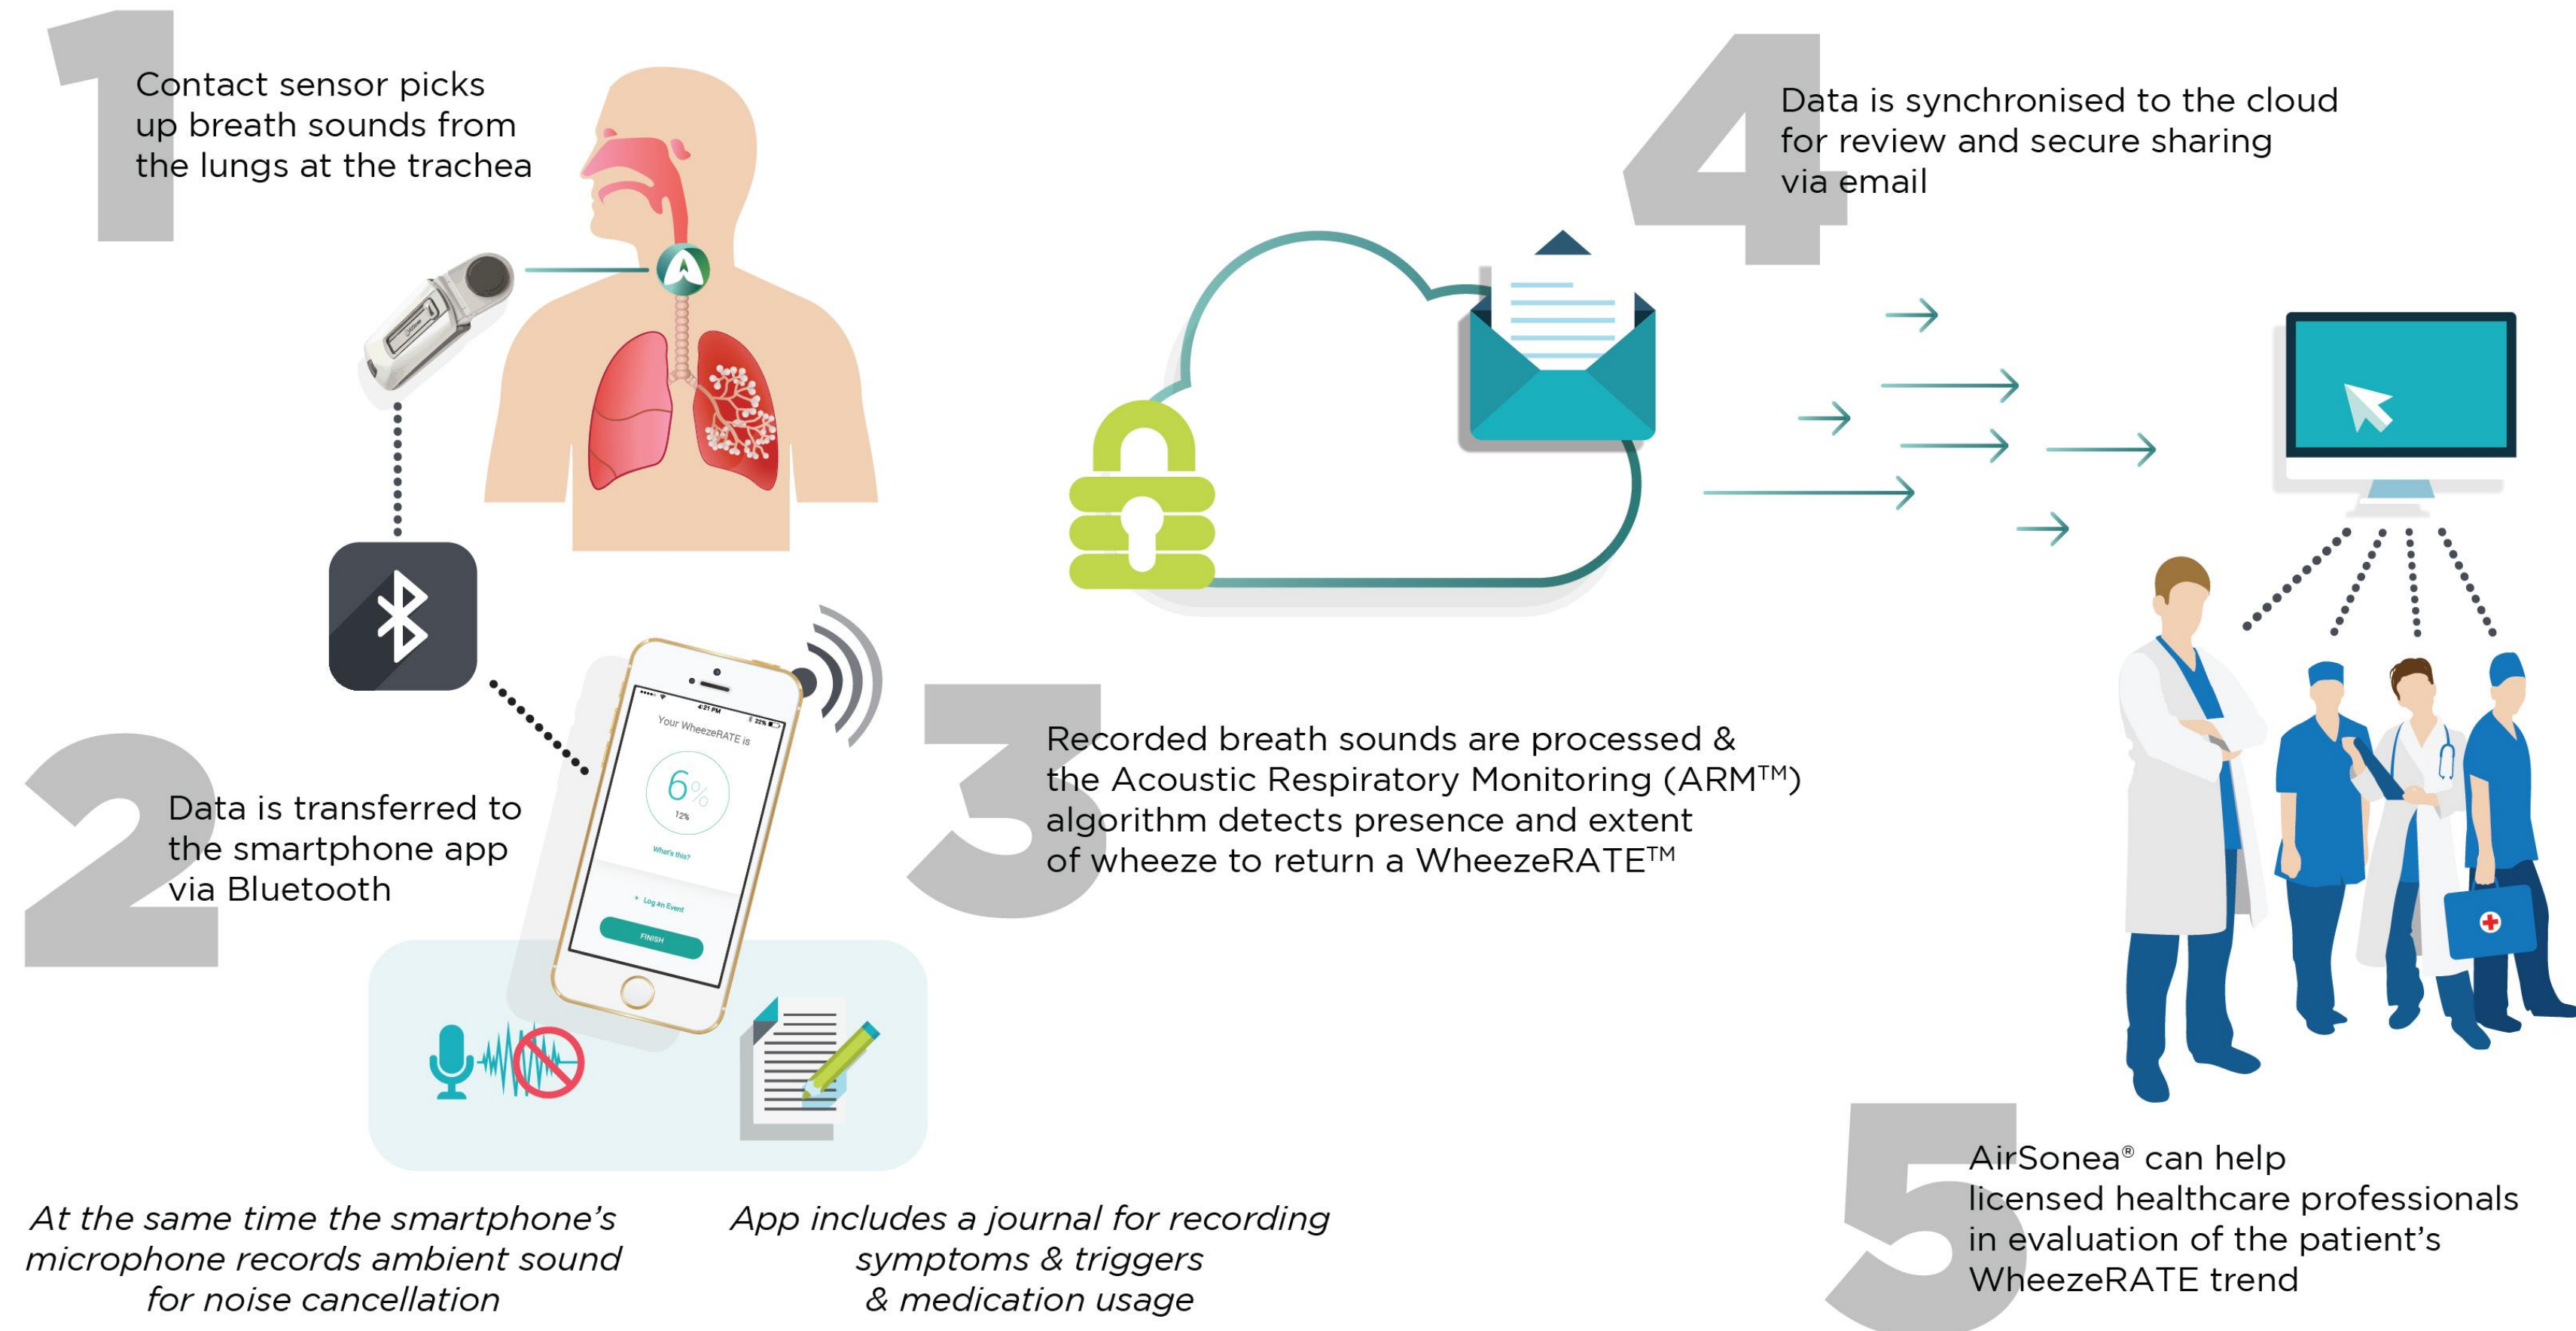 1
Contact sensor picks
up breath sounds from
the lungs at the trachea
2
Data is transferred to
the smartphone app
via Bluetooth
4:21 PM
22%
Your WheezeRATE is
6%
12%
What's this?
+ Log an Event
FINISH
At the same time the smartphone's
microphone records ambient sound
for noise cancellation
App includes a journal for recording
symptoms & triggers
& medication usage
3
Recorded breath sounds are processed &
the Acoustic Respiratory Monitoring (ARM™)
algorithm detects presence and extent
of wheeze to return a WheezeRATE™
4
Data is synchronised to the cloud
for review and secure sharing
via email
5
AirSonea® can help
licensed healthcare professionals
in evaluation of the patient's
WheezeRATE trend